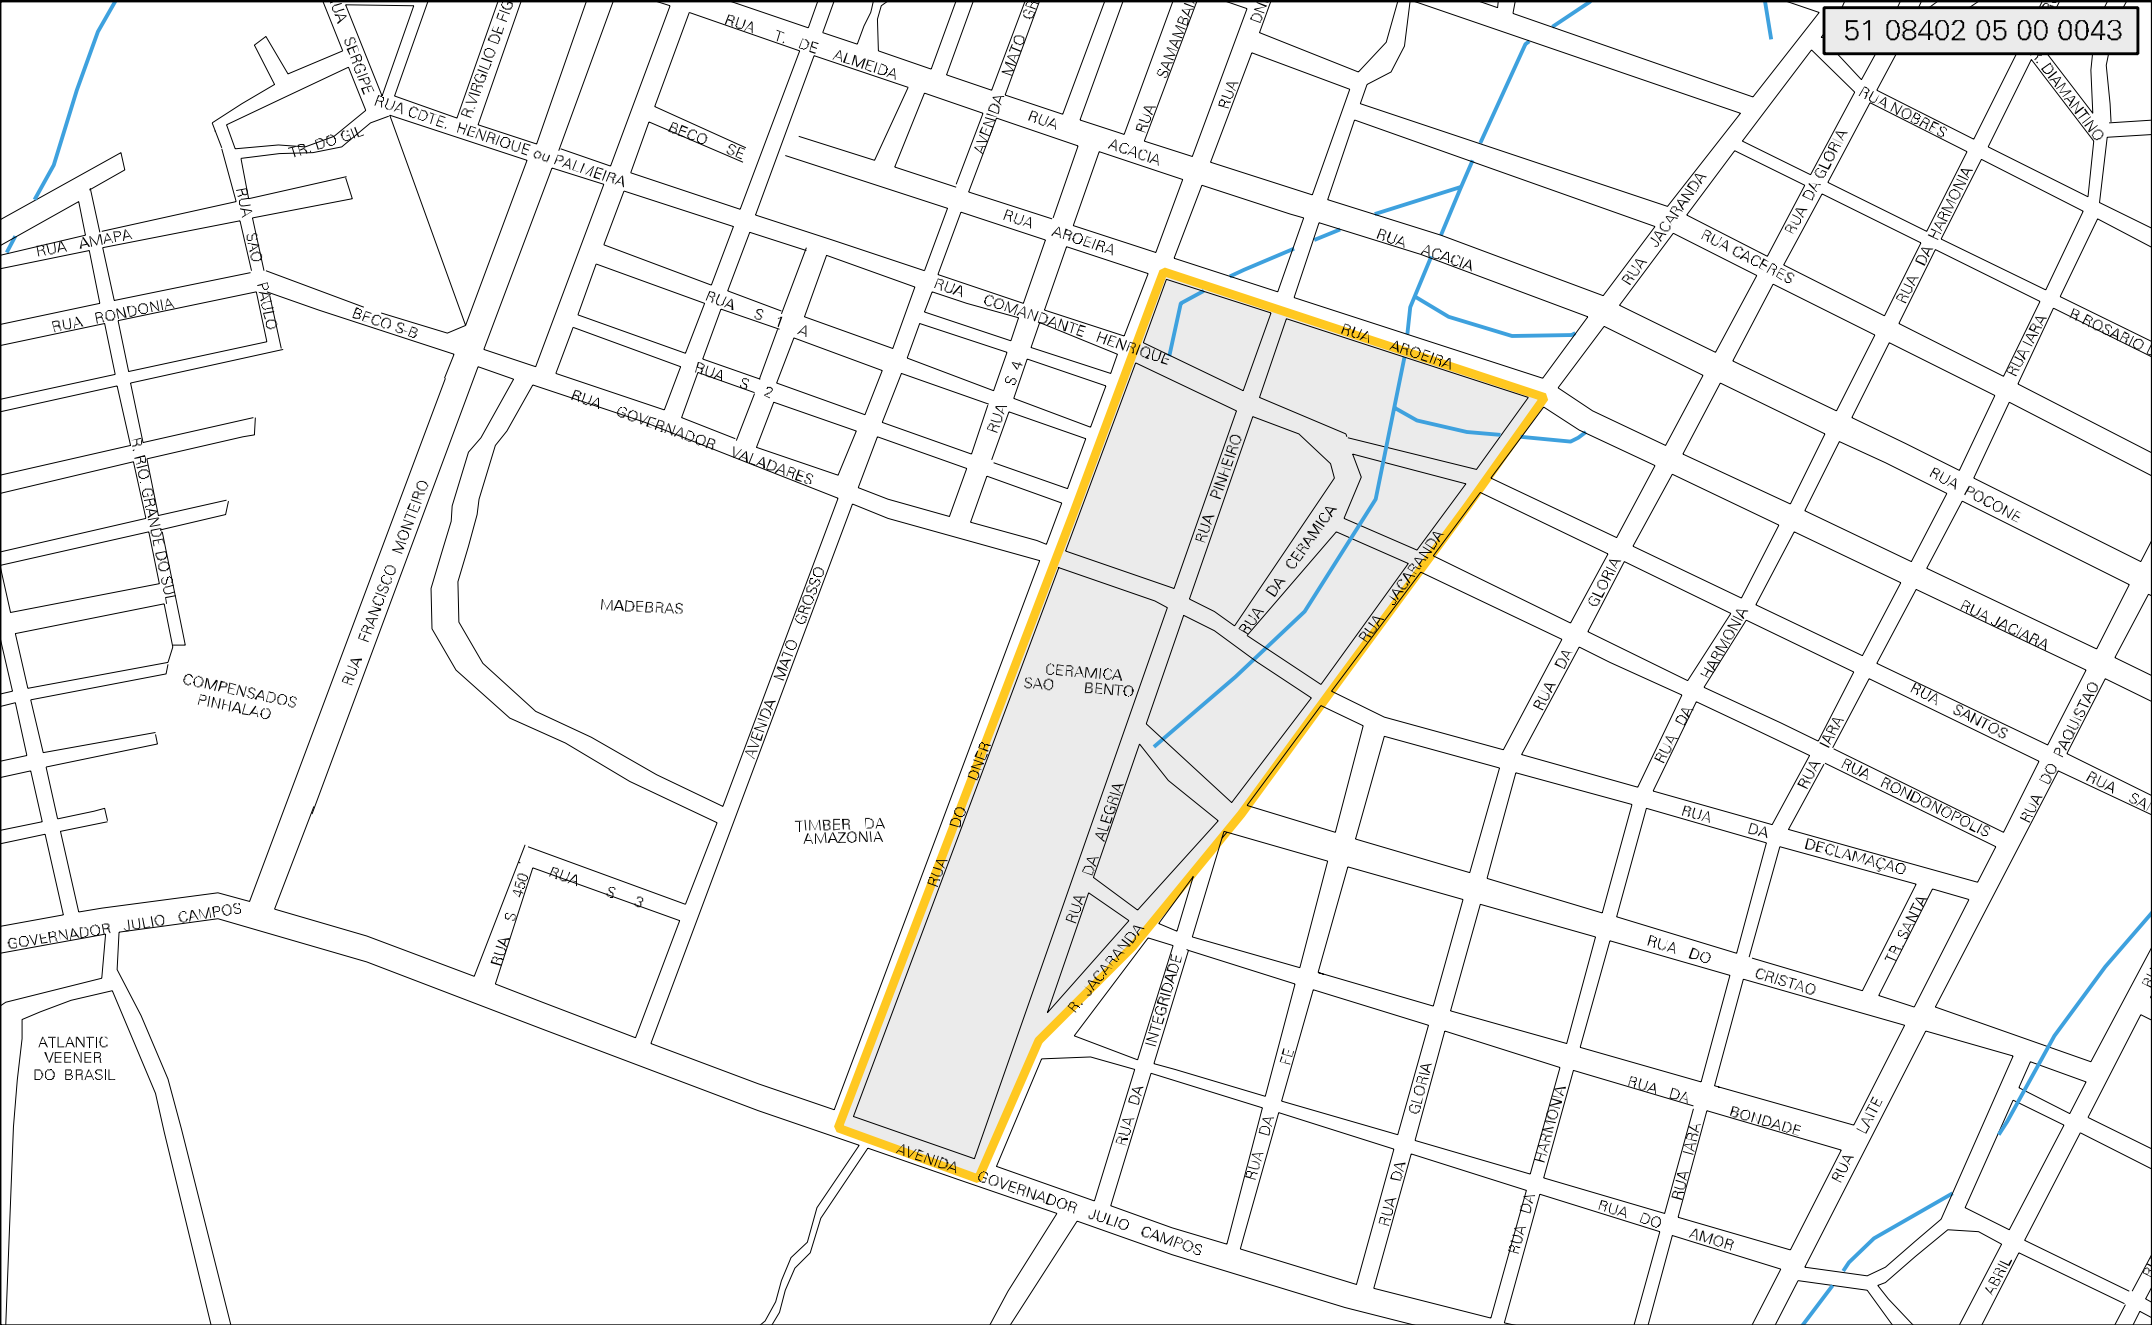 51 08402 05 00 0043
RUA SERGIPE
R.VIRGILIO DE FIG
RUA T. DE ALMEIDA
AVENIDA MATO GR
RUA SAMAMBAI
RUA DN
RUA CDTE. HENRIQUE ou PALMEIRA
TR. DO GIL
BECO SE
RUA ACACIA
RUA NOBRES
DIAMANTINO
RUA AMAPA
RUA SAO PAULO
RUA AROEIRA
RUA ACACIA
RUA JACARANDA
RUA CACERES
RUA DA GLORIA
RUA DA HARMONIA
RUA RONDONIA
BECO S-B
RUA S 1 A
RUA COMANDANTE HENRIQUE
RUA AROEIRA
RUA IARA
R.ROSARIO
RUA S 2
RUA S 4
RUA GOVERNADOR VALADARES
R. RIO. GRANDE DO SUL
RUA FRANCISCO MONTEIRO
RUA PINHEIRO
RUA DA CERAMICA
RUA JACARANDA
RUA POCONE
MADEBRAS
AVENIDA MATO GROSSO
RUA DA GLORIA
RUA DA HARMONIA
RUA JACIARA
COMPENSADOS
PINHALAO
CERAMICA
SAO BENTO
RUA SANTOS
RUA DO PAQUISTAO
RUA IARA
RUA RONDONOPOLIS
RUA SAN
TIMBER DA
AMAZONIA
RUA DO DNER
RUA DA ALEGRIA
RUA DA DECLAMAÇAO
RUA S 450
RUA S 3
GOVERNADOR JULIO CAMPOS
R. JACARANDA
RUA DO CRISTAO
TR. SANTA
ATLANTIC
VEENER
DO BRASIL
RUA DA INTEGRIDADE
RUA DA FE
RUA DA GLORIA
RUA DA HARMONIA
RUA IARA
RUA DA BONDADE
RUA LAITE
AVENIDA GOVERNADOR JULIO CAMPOS
RUA DO AMOR
ABRIL